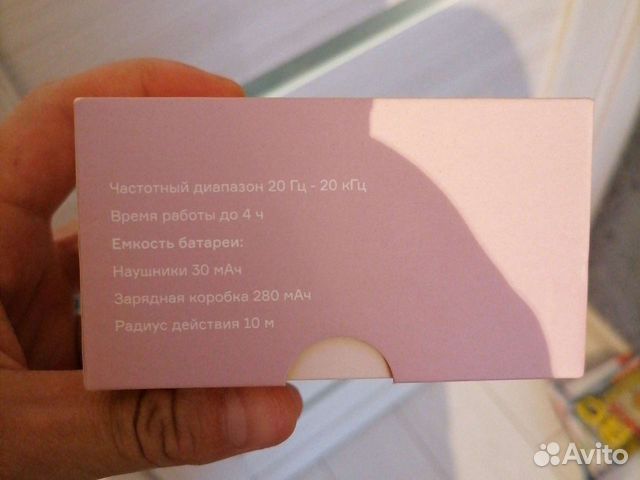 Частотный диапазон 20 Гц - 20 кГц
Время работы до 4 ч
Емкость батареи:
Наушники 30 мАч
Зарядная коробка 280 мАч
Радиус действия 10 м
Avito